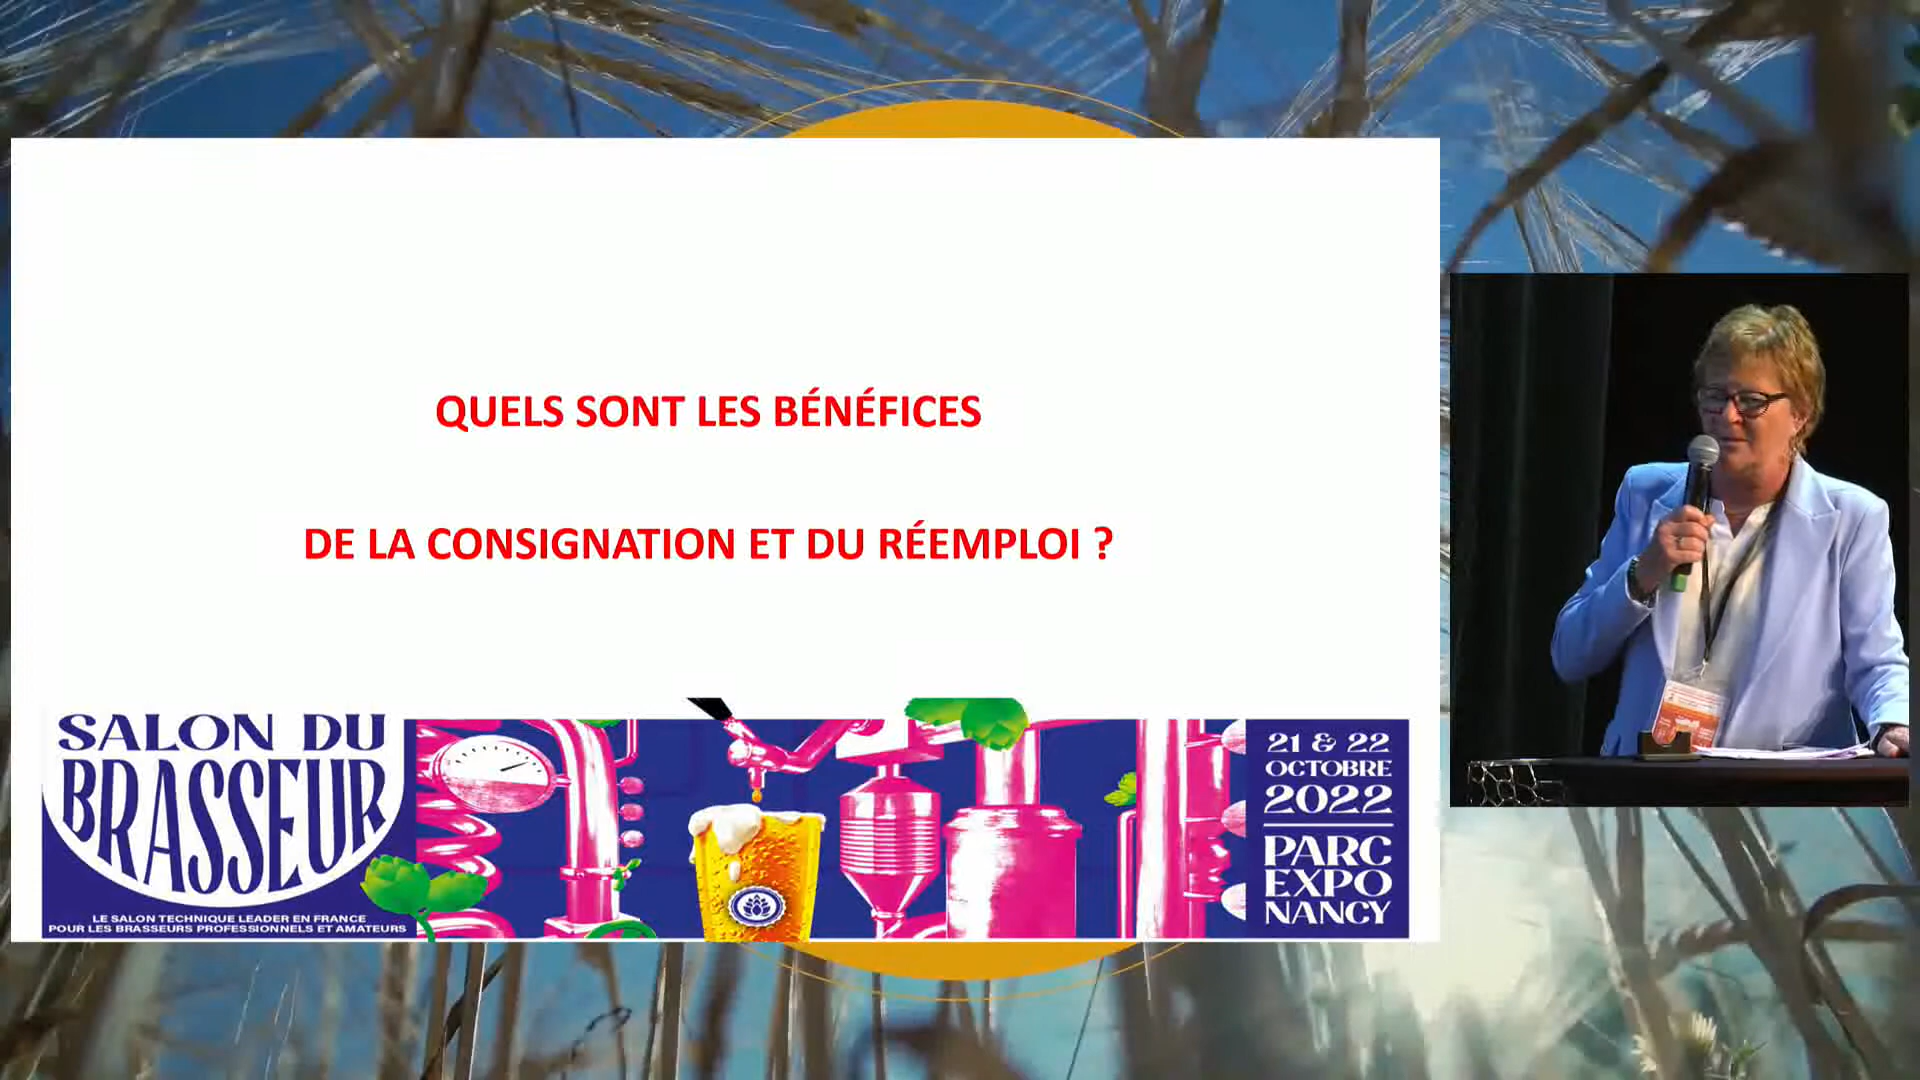 QUELS SONT LES BÉNÉFICES
DE LA CONSIGNATION ET DU RÉEMPLOI ?
SALON DU
BRASSEUR
LE SALON TECHNIQUE LEADER EN FRANCE
POUR LES BRASSEURS PROFESSIONNELS ET AMATEURS
21 & 22
OCTOBRE
2022
PARC
EXPO
NANCY